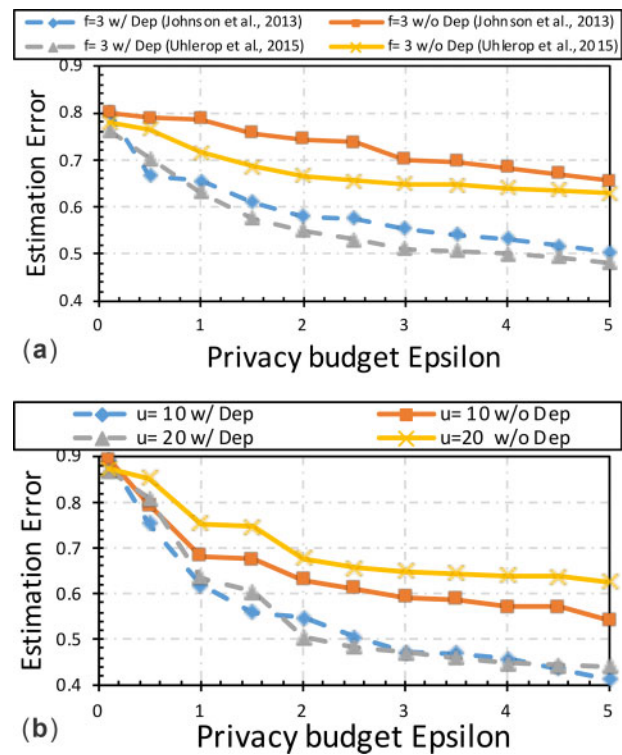 f=3 w/ Dep (Johnson et al., 2013) f=3 w/o Dep (Johnson et al., 2013)
f= 3 w/ Dep (Uhlerop et al., 2015) f= 3 w/o Dep (Uhlerop et al., 2015)
0.9
0.8
0.7
0.6
0.5
0.4
Estimation Error
0 1 2 3 4 5
(a) Privacy budget Epsilon
u= 10 w/ Dep u= 10 w/o Dep
u= 20 w/ Dep u=20 w/o Dep
0.9
0.8
0.7
0.6
0.5
0.4
Estimation Error
0 1 2 3 4 5
(b) Privacy budget Epsilon